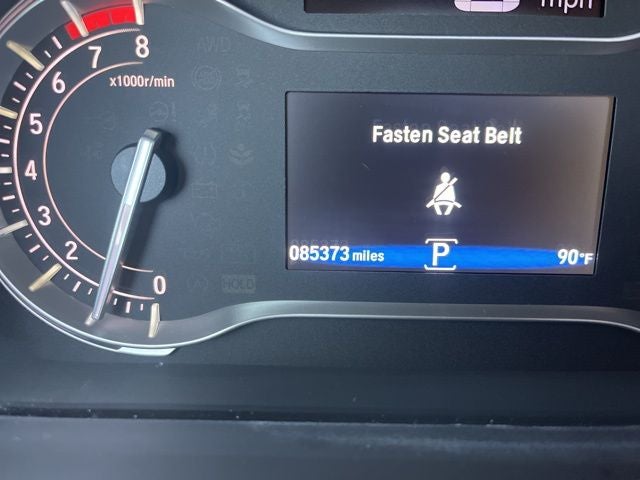 mph
8
7
6
5
4
3
2
0
x1000r/min
AWD
Fasten Seat Belt
085373 miles
P
90°F
(A)
HOLD